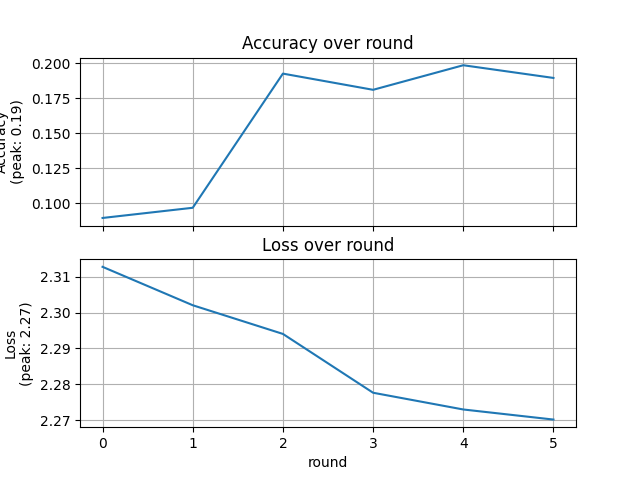 Accuracy over round
0.200
0.175
0.150
0.125
0.100
Accuracy
(peak: 0.19)
Loss over round
2.31
2.30
2.29
2.28
2.27
Loss
(peak: 2.27)
0 1 2 3 4 5
round